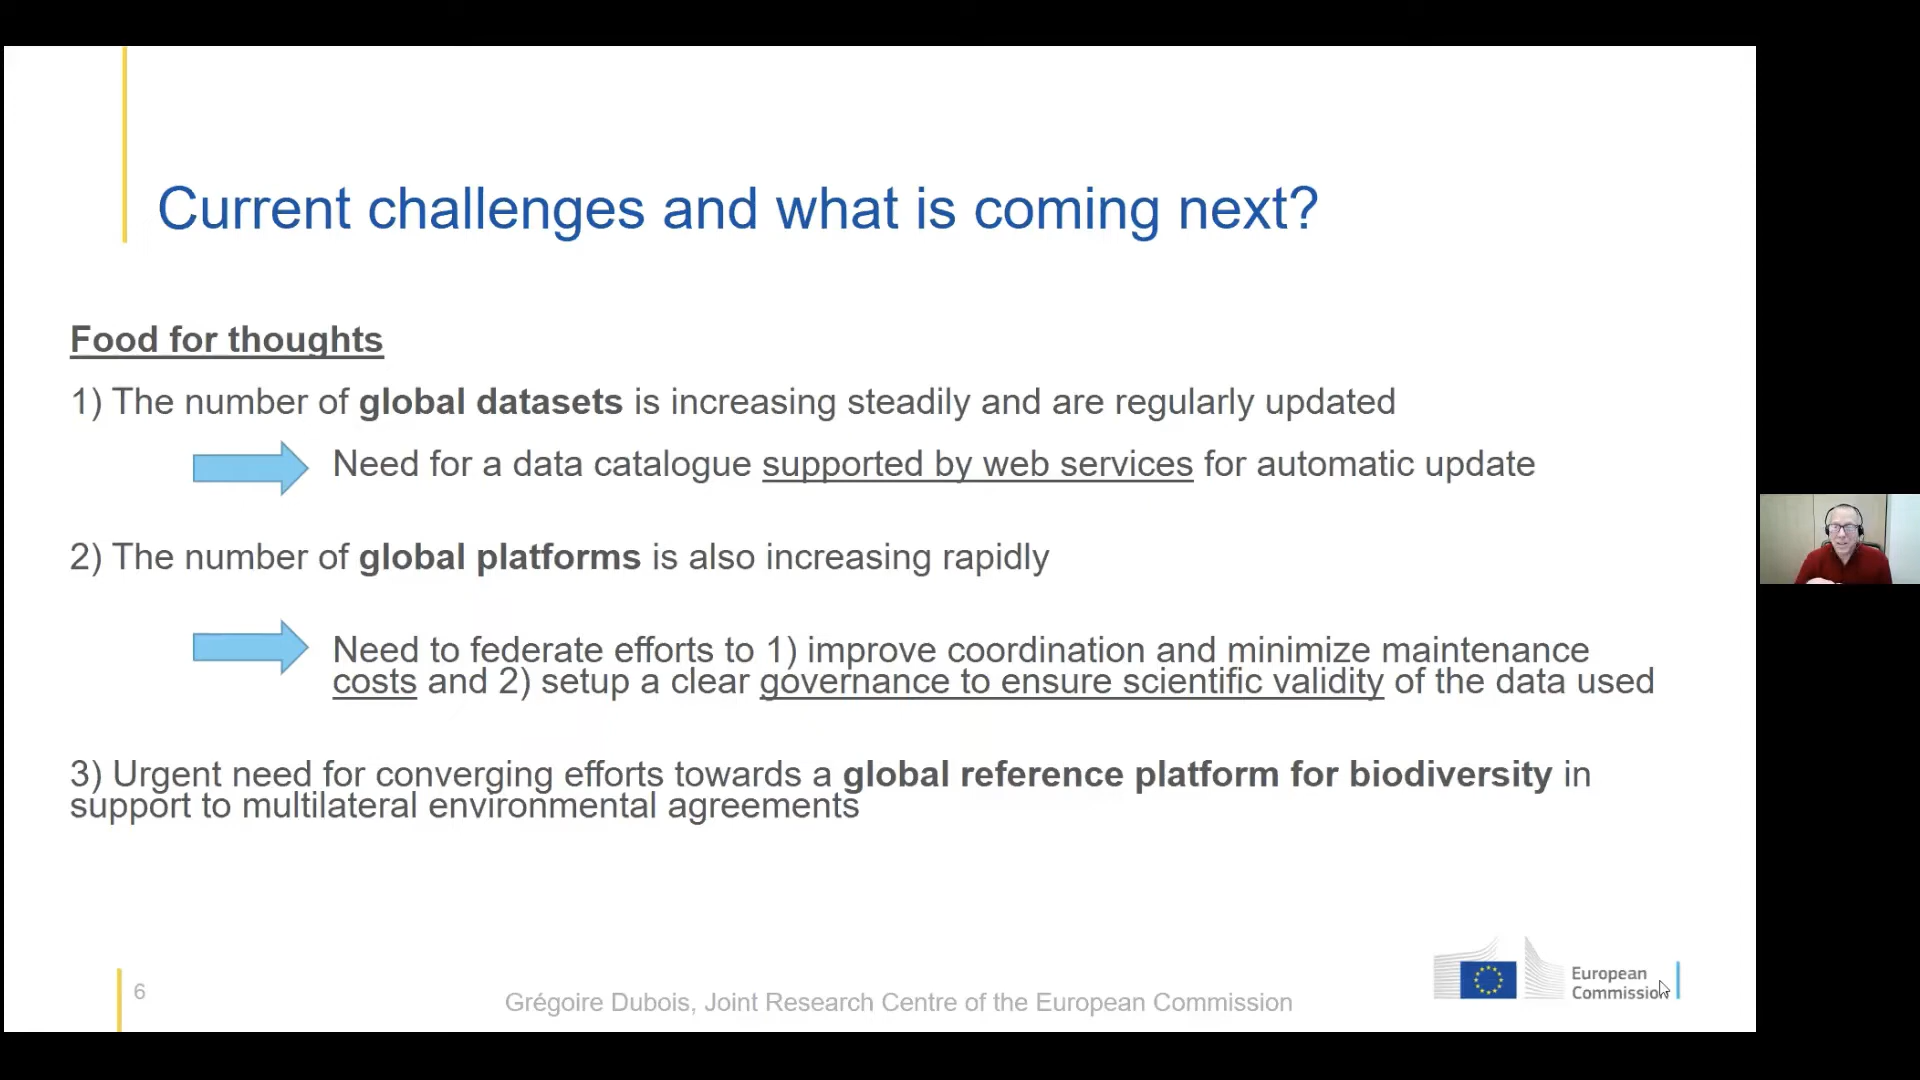 Current challenges and what is coming next?
Food for thoughts
1) The number of global datasets is increasing steadily and are regularly updated
Need for a data catalogue supported by web services for automatic update
2) The number of global platforms is also increasing rapidly
Need to federate efforts to 1) improve coordination and minimize maintenance
costs and 2) setup a clear governance to ensure scientific validity of the data used
3) Urgent need for converging efforts towards a global reference platform for biodiversity in
support to multilateral environmental agreements
6
Grégoire Dubois, Joint Research Centre of the European Commission
European
Commission